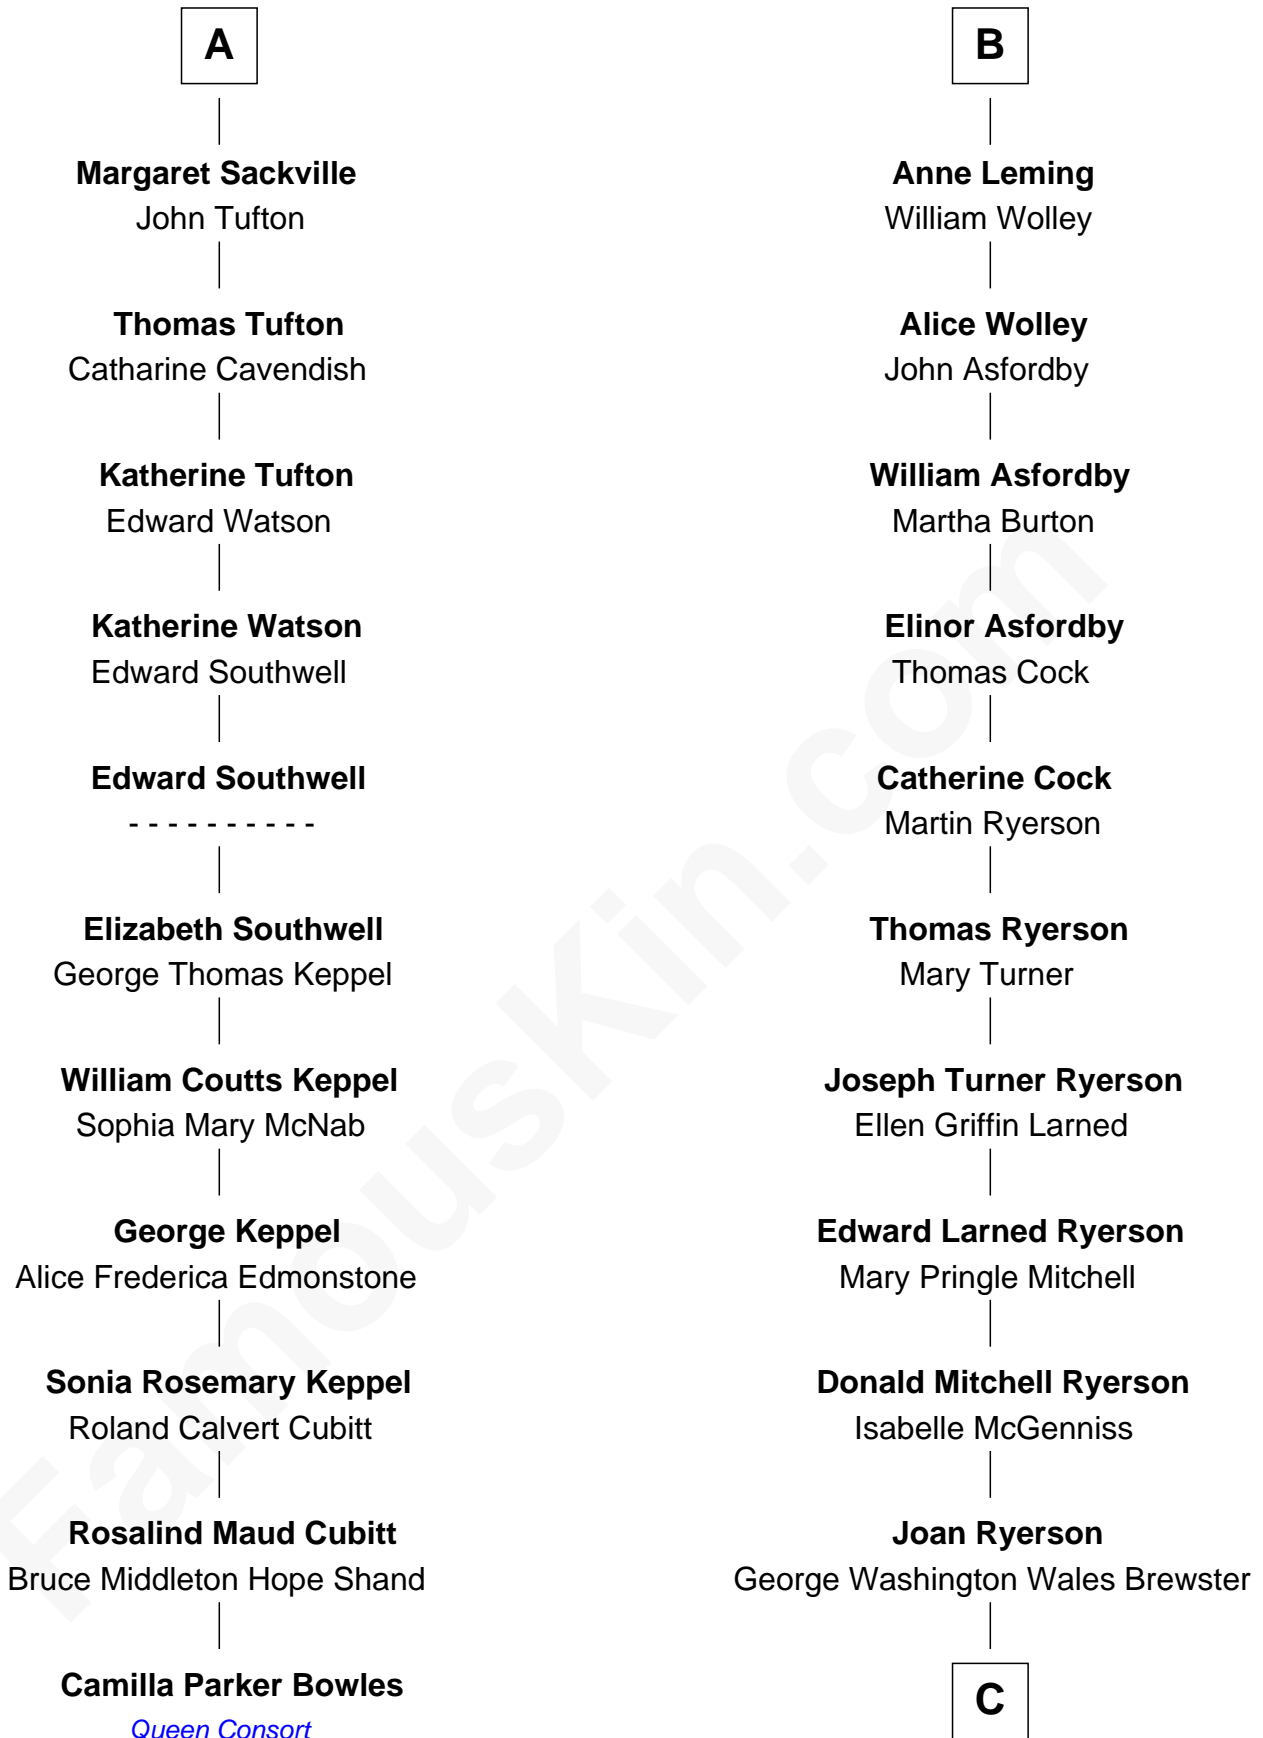 A
Margaret Sackville
John Tufton
Thomas Tufton
Catharine Cavendish
Katherine Tufton
Edward Watson
Katherine Watson
Edward Southwell
Edward Southwell
- - - - - - - - - -
Elizabeth Southwell
George Thomas Keppel
William Coutts Keppel
Sophia Mary McNab
George Keppel
Alice Frederica Edmonstone
Sonia Rosemary Keppel
Roland Calvert Cubitt
Rosalind Maud Cubitt
Bruce Middleton Hope Shand
Camilla Parker Bowles
Queen Consort
B
Anne Leming
William Wolley
Alice Wolley
John Asfordby
William Asfordby
Martha Burton
Elinor Asfordby
Thomas Cock
Catherine Cock
Martin Ryerson
Thomas Ryerson
Mary Turner
Joseph Turner Ryerson
Ellen Griffin Larned
Edward Larned Ryerson
Mary Pringle Mitchell
Donald Mitchell Ryerson
Isabelle McGenniss
Joan Ryerson
George Washington Wales Brewster
C
FamousKin.com